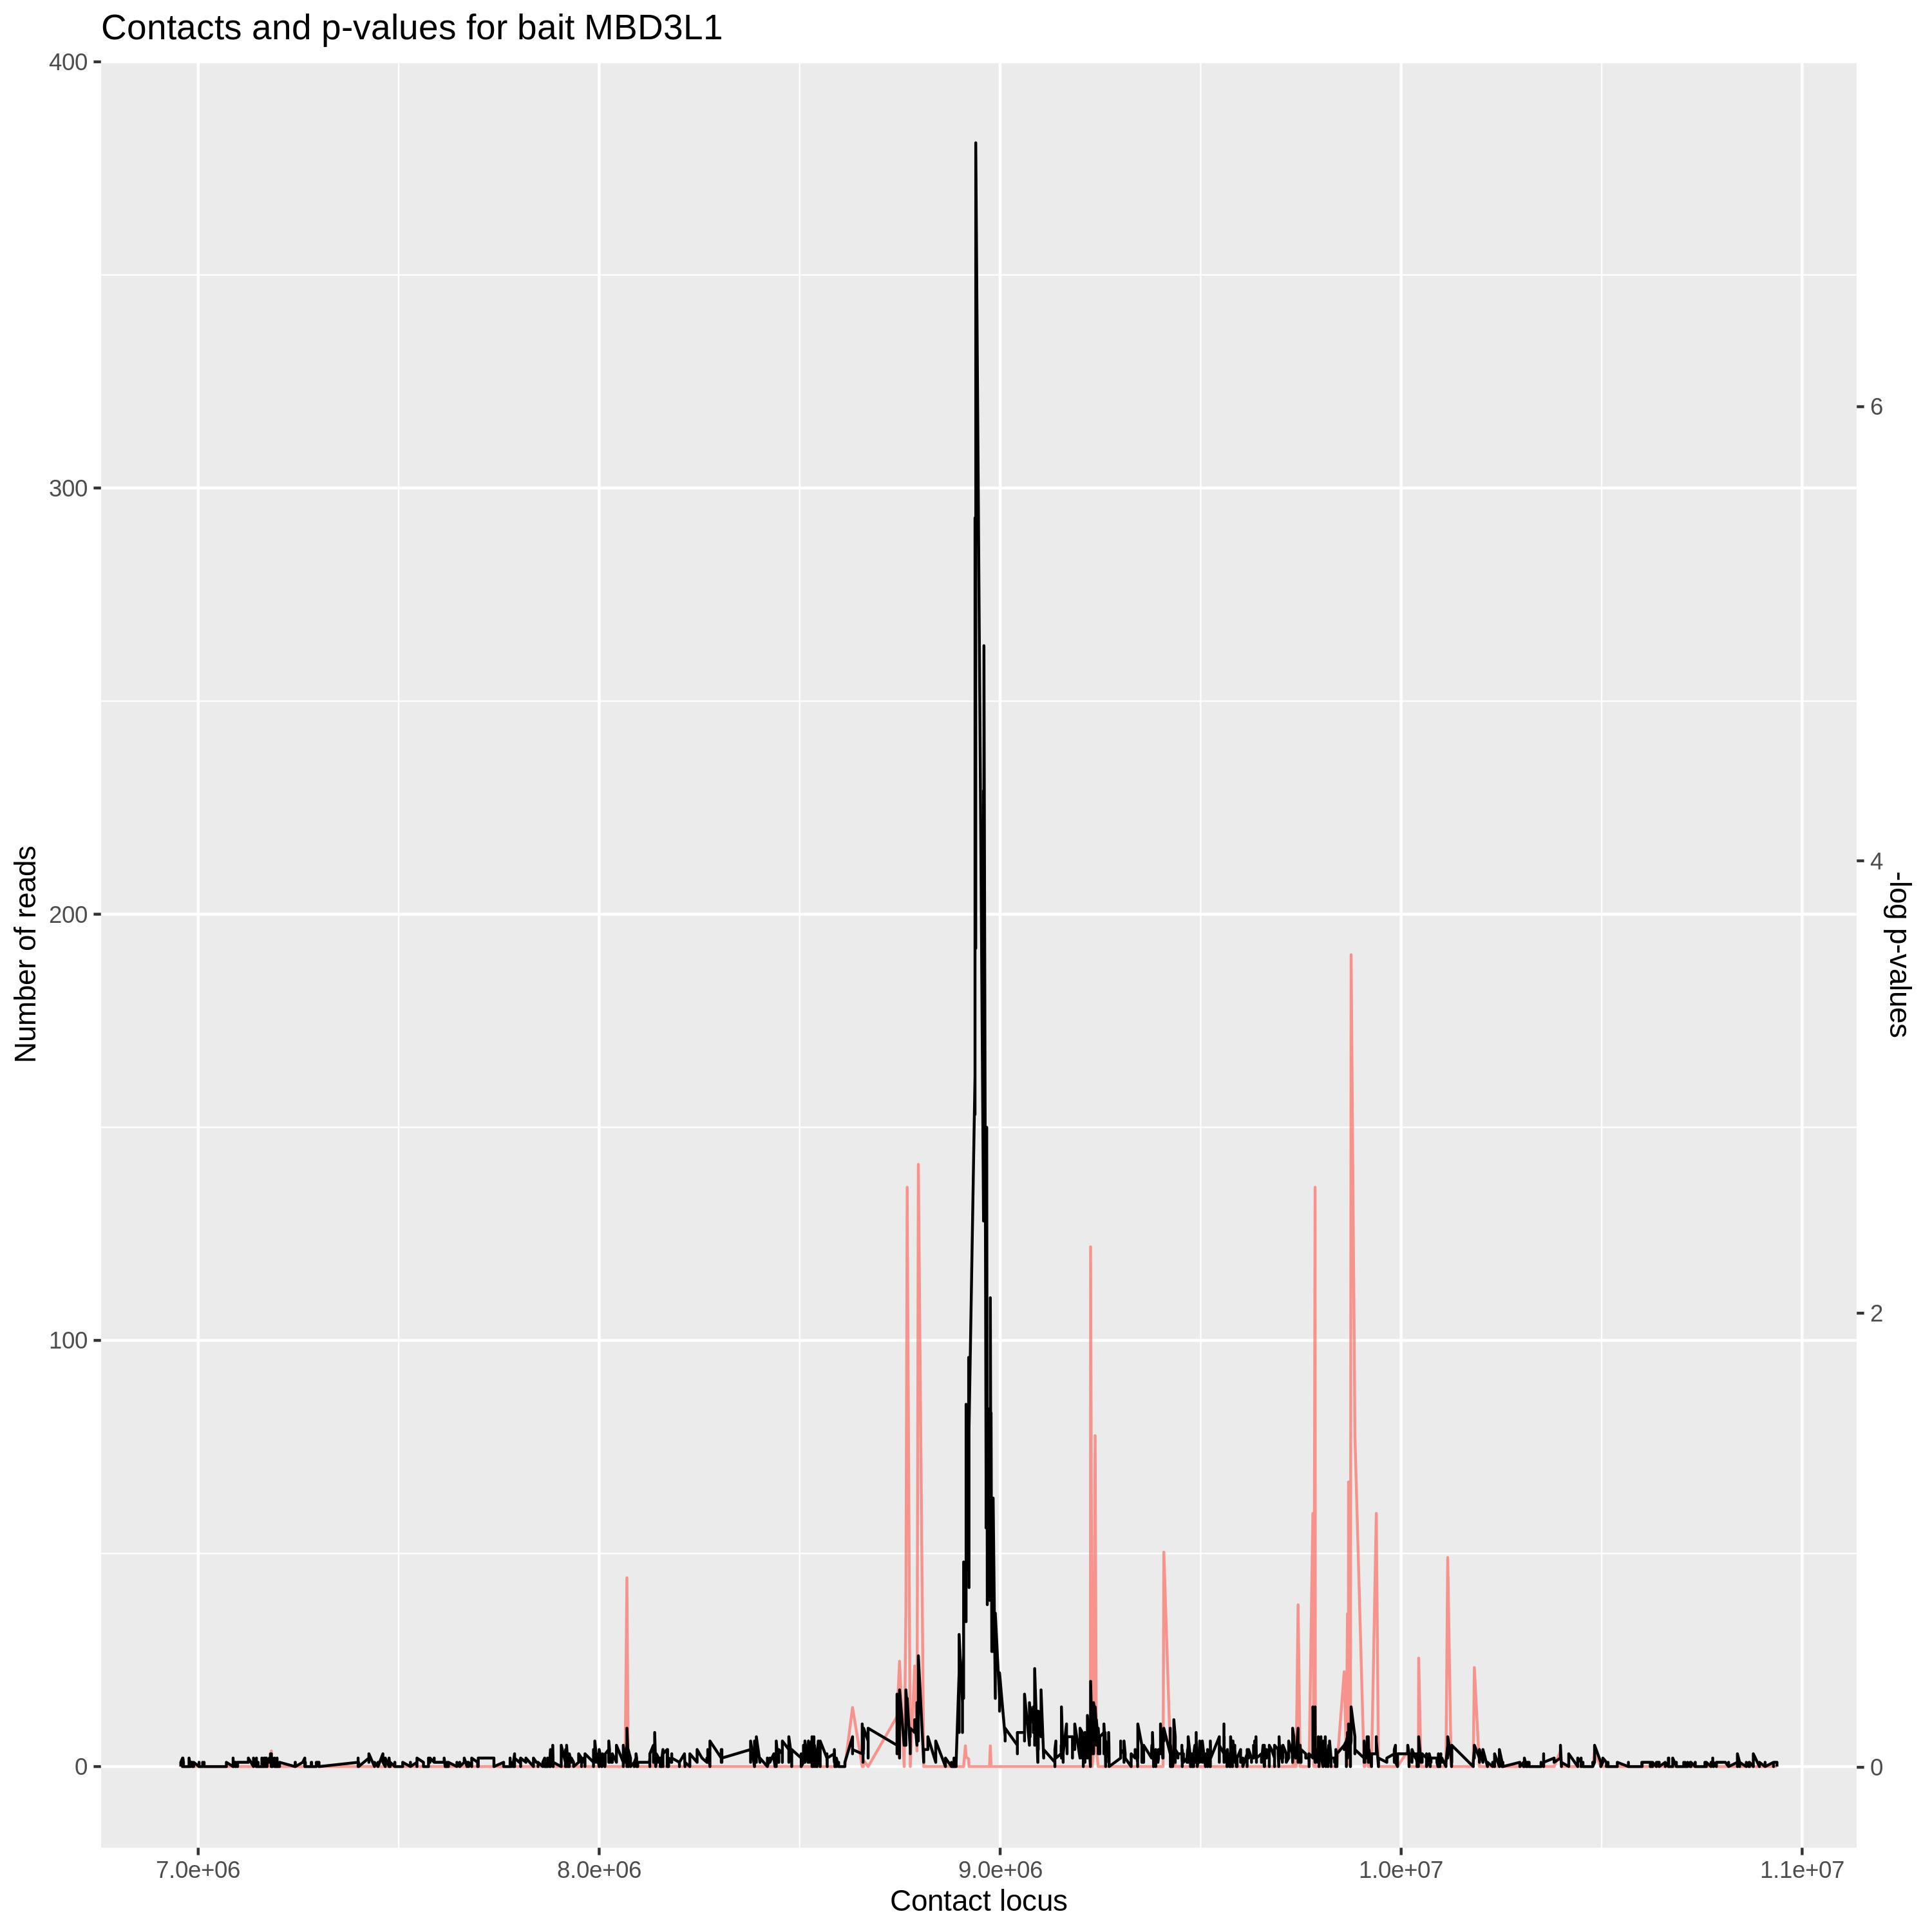 Contacts and p-values for bait MBD3L1
400
300
200
100
0
Number of reads
6
4
2
0
-log p-values
7.0e+06
8.0e+06
9.0e+06
1.0e+07
1.1e+07
Contact locus